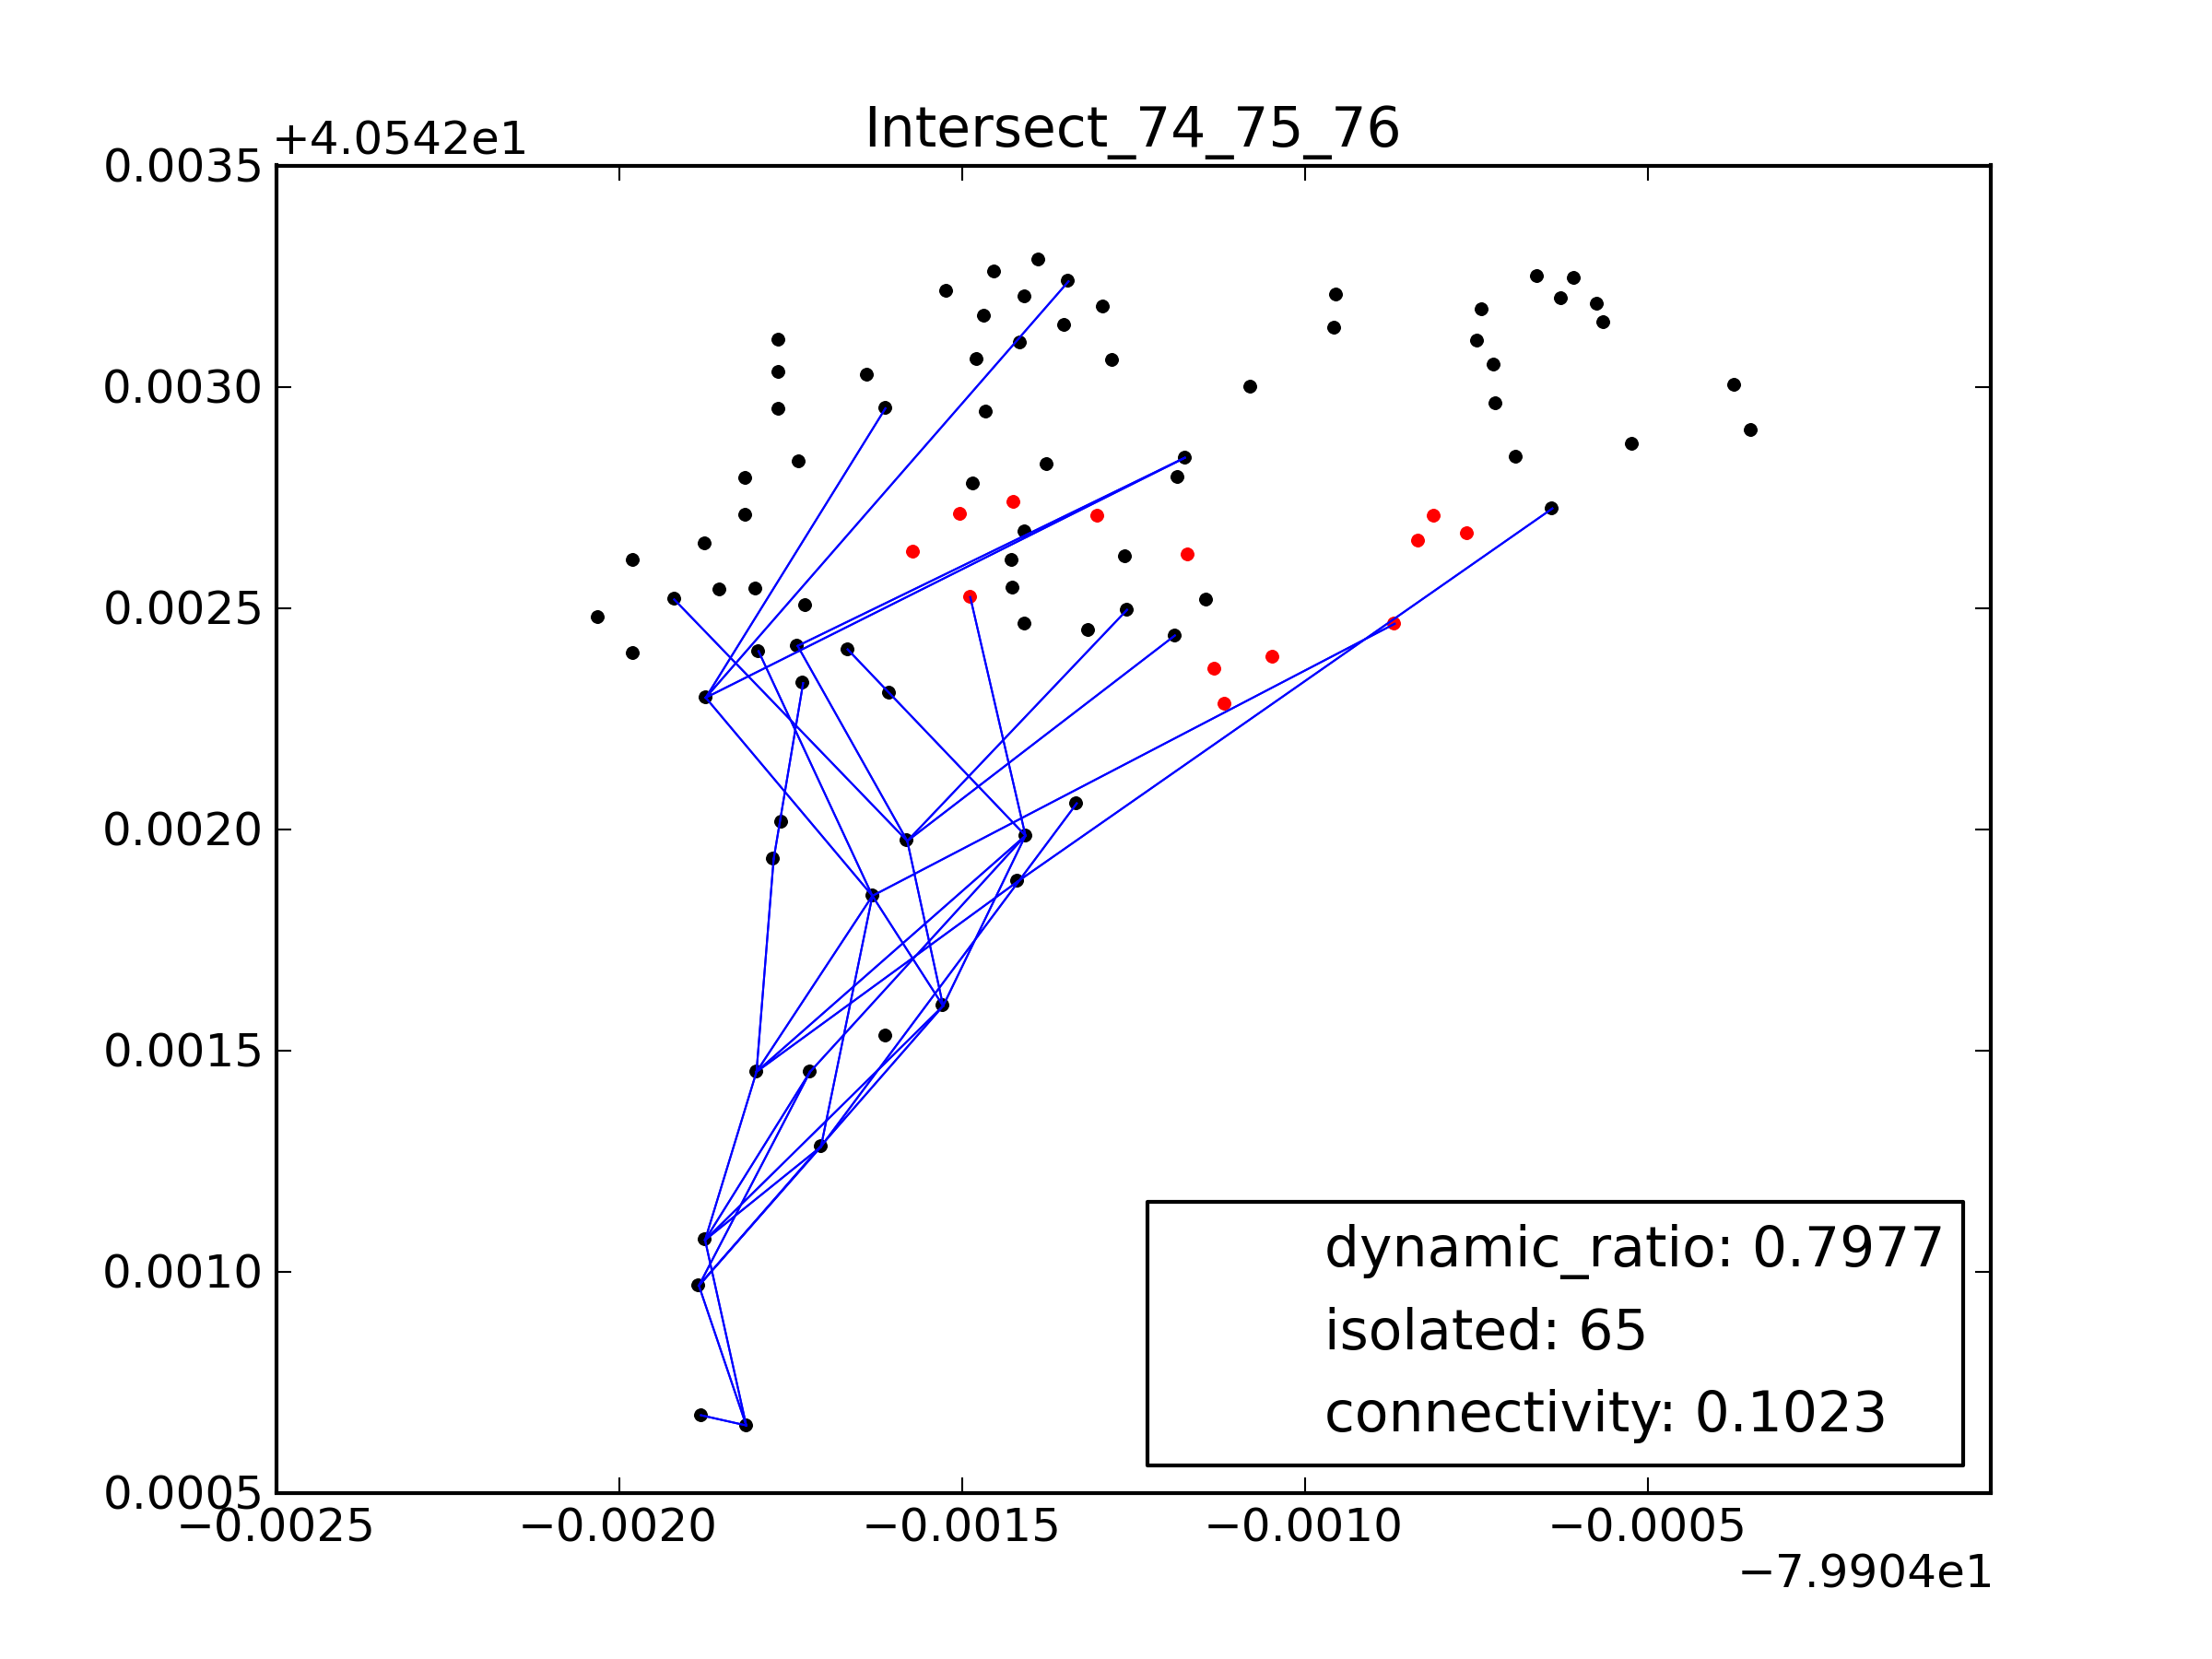 Intersect_74_75_76
+4.0542e1
0.0035
0.0030
0.0025
0.0020
0.0015
0.0010
0.0005
dynamic_ratio: 0.7977
isolated: 65
connectivity: 0.1023
−0.0025 −0.0020 −0.0015 −0.0010 −0.0005
−7.9904e1